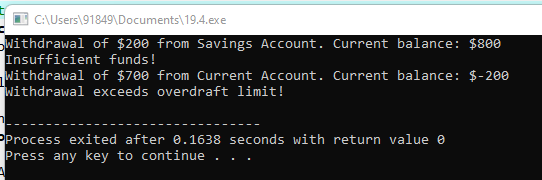 C:\Users\91849\Documents\19.4.exe
Withdrawal of $200 from Savings Account. Current balance: $800
Insufficient funds!
Withdrawal of $700 from Current Account. Current balance: $-200
Withdrawal exceeds overdraft limit!
--------------------------------
Process exited after 0.1638 seconds with return value 0
Press any key to continue . . .